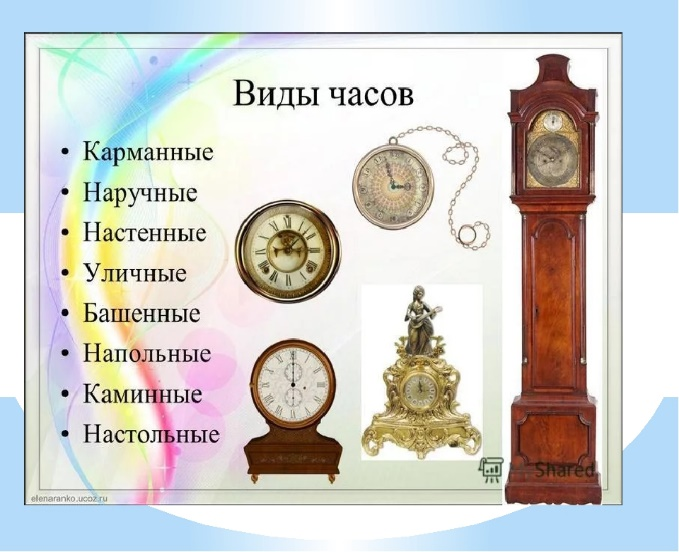 Виды часов
• Карманные
• Наручные
• Настенные
• Уличные
• Башенные
• Напольные
• Каминные
• Настольные
Shared
elenaranko.ucoz.ru